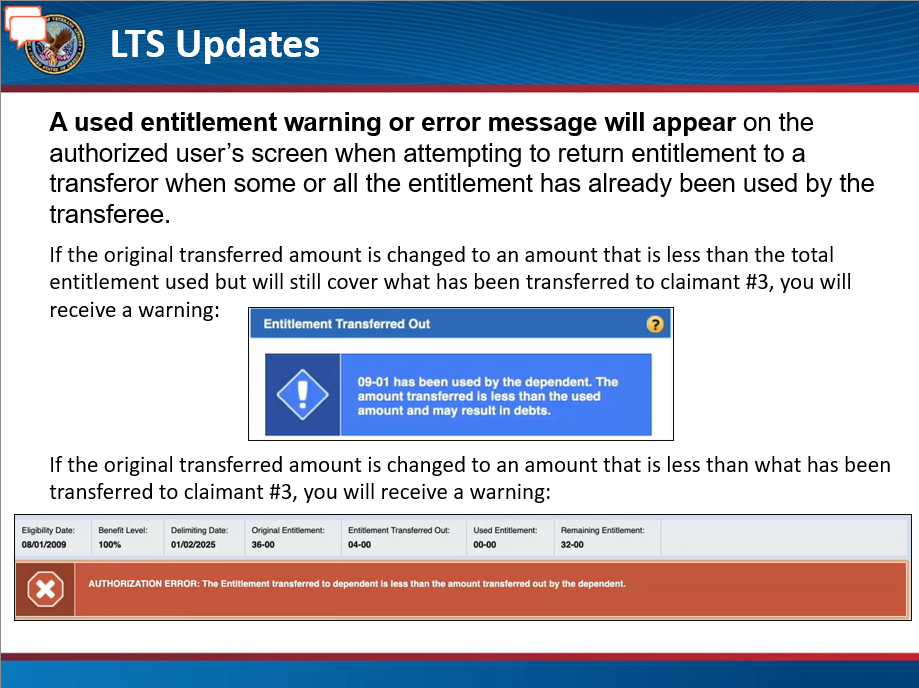 LTS Updates
A used entitlement warning or error message will appear on the
authorized user's screen when attempting to return entitlement to a
transferor when some or all the entitlement has already been used by the
transferee.
If the original transferred amount is changed to an amount that is less than the total
entitlement used but will still cover what has been transferred to claimant #3, you will
receive a warning:
Entitlement Transferred Out
?
09-01 has been used by the dependent. The
amount transferred is less than the used
amount and may result in debts.
If the original transferred amount is changed to an amount that is less than what has been
transferred to claimant #3, you will receive a warning:
Eligibility Date: Benefit Level: Delimiting Date: Original Entitlement: Entitlement Transferred Out: Used Entitlement: Remaining Entitlement:
08/01/2009 100% 01/02/2025 36-00 04-00 00-00 32-00
AUTHORIZATION ERROR: The Entitlement transferred to dependent is less than the amount transferred out by the dependent.